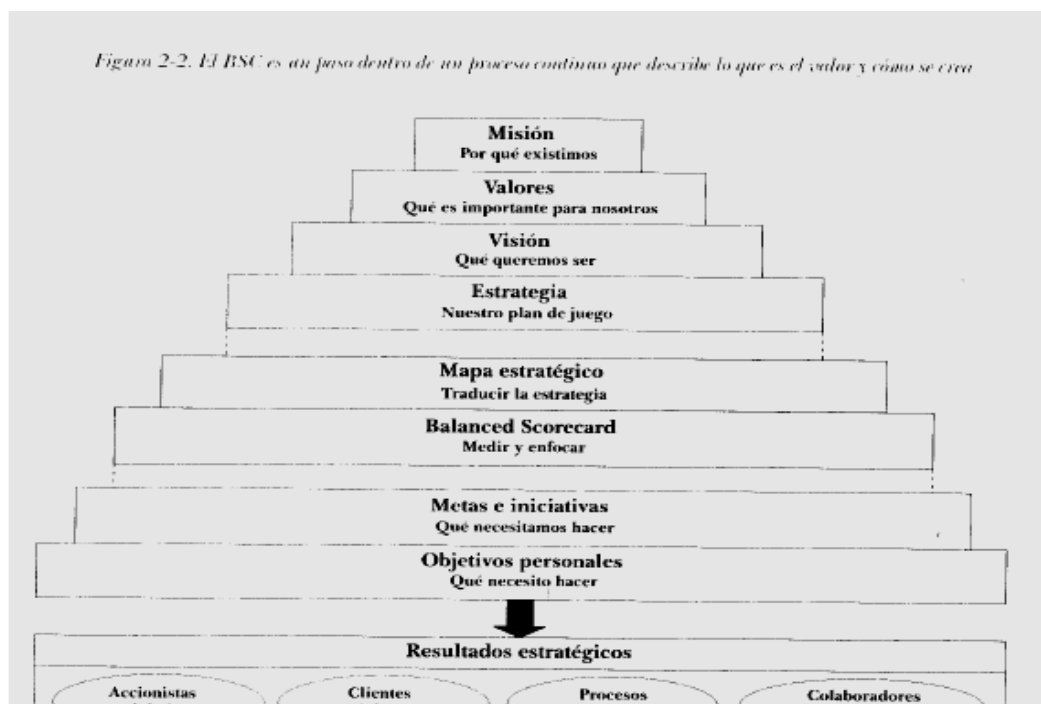 Figura 2-2. El BSC es un paso dentro de un proceso continuo que describe lo que es el valor y cómo se crea
Misión
Por qué existimos
Valores
Qué es importante para nosotros
Visión
Qué queremos ser
Estrategia
Nuestro plan de juego
Mapa estratégico
Traducir la estrategia
Balanced Scorecard
Medir y enfocar
Metas e iniciativas
Qué necesitamos hacer
Objetivos personales
Qué necesito hacer
Resultados estratégicos
Accionistas Clientes Procesos Colaboradores